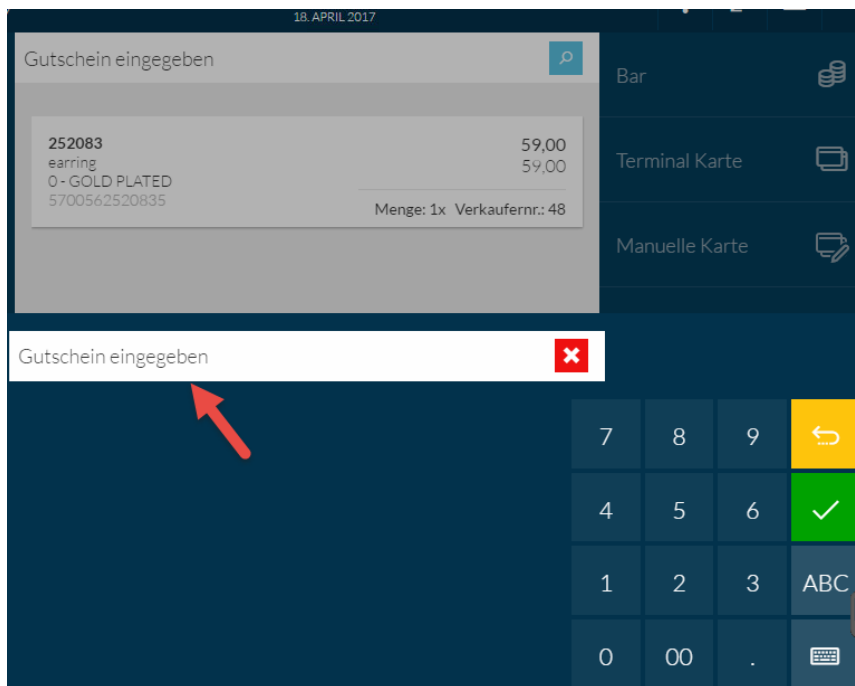 18. APRIL 2017
Gutschein eingegeben
252083 59,00
earring 59,00
0 - GOLD PLATED
5700562520835
Menge: 1x Verkaufernr.: 48
Bar
Terminal Karte
Manuelle Karte
Gutschein eingegeben
7 8 9
4 5 6
1 2 3 ABC
0 00 .